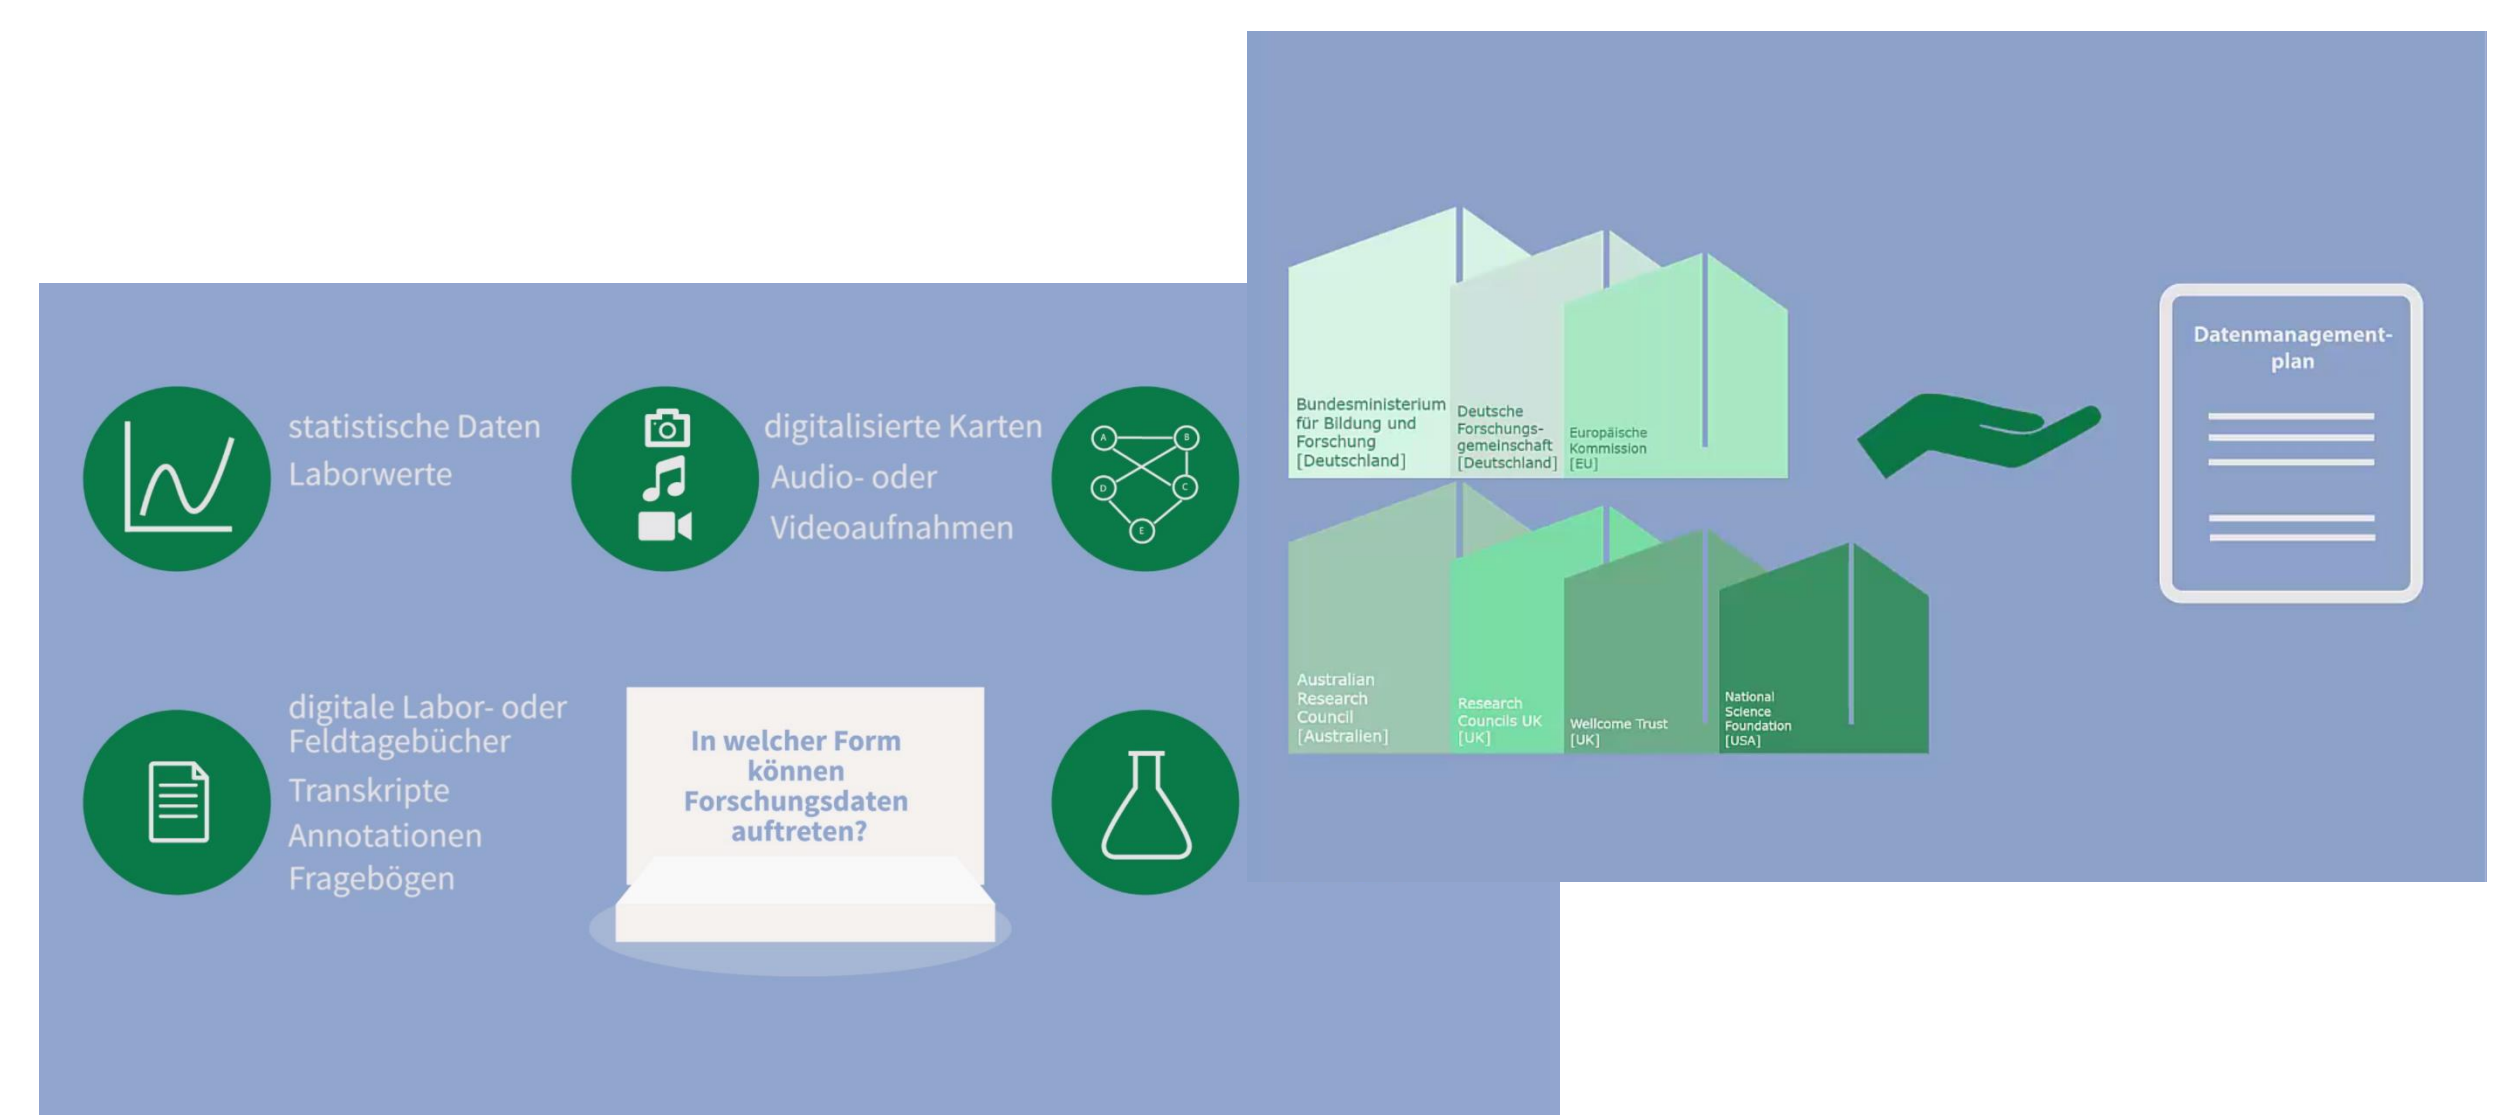 statistische Daten
Laborwerte
digitalisierte Karten
Audio- oder
Videoaufnahmen
A
B
D
C
E
digitale Labor- oder
Feldtagebücher
Transkripte
Annotationen
Fragebögen
In welcher Form
können
Forschungsdaten
auftreten?
Bundesministerium
für Bildung und
Forschung
[Deutschland]
Deutsche
Forschungs-
gemeinschaft
[Deutschland]
Europäische
Kommission
[EU]
Australian
Research
Council
[Australien]
Research
Councils UK
[UK]
Wellcome Trust
[UK]
National
Science
Foundation
[USA]
Datenmanagement-
plan